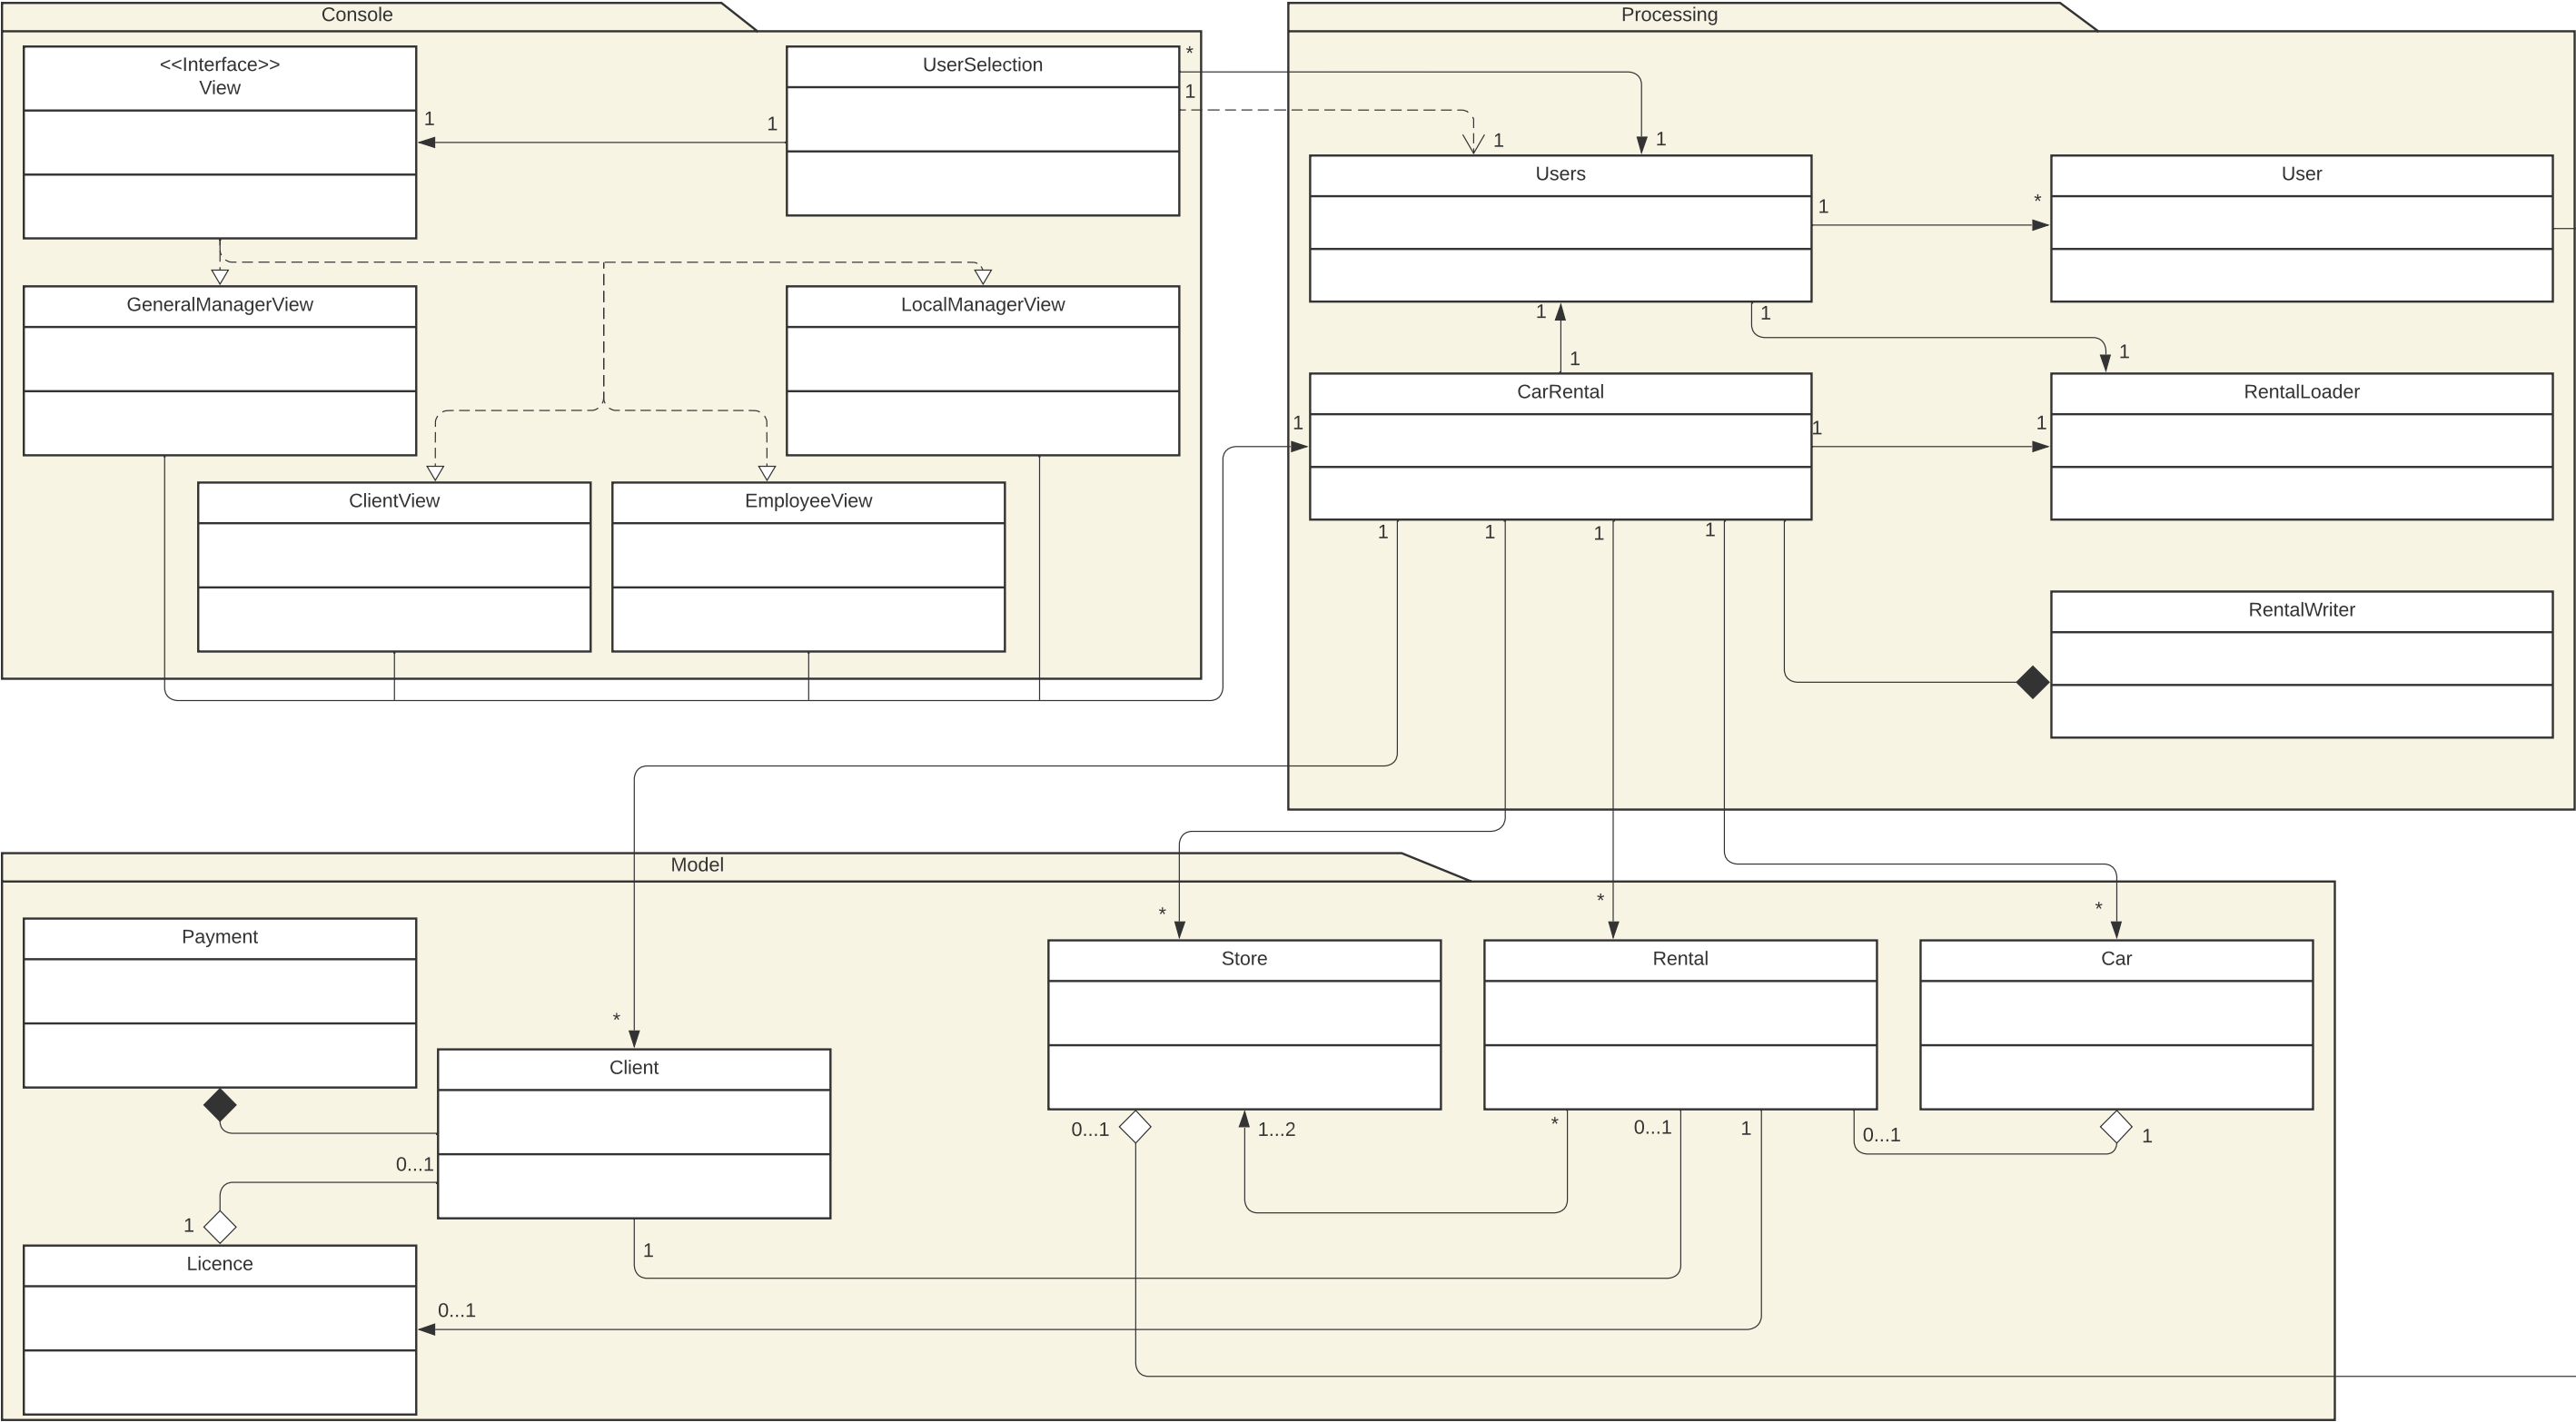 Console
<<Interface>>
View
1
1
UserSelection
*
1
GeneralManagerView
LocalManagerView
ClientView
EmployeeView
Processing
1
1
Users
1
*
User
1
1
1
1
CarRental
1
1
1
RentalLoader
1
1
1
1
RentalWriter
Model
*
*
*
*
Payment
Client
Store
Rental
Car
0...1
1...2
*
0...1
1
0...1
1
0...1
1
Licence
1
0...1